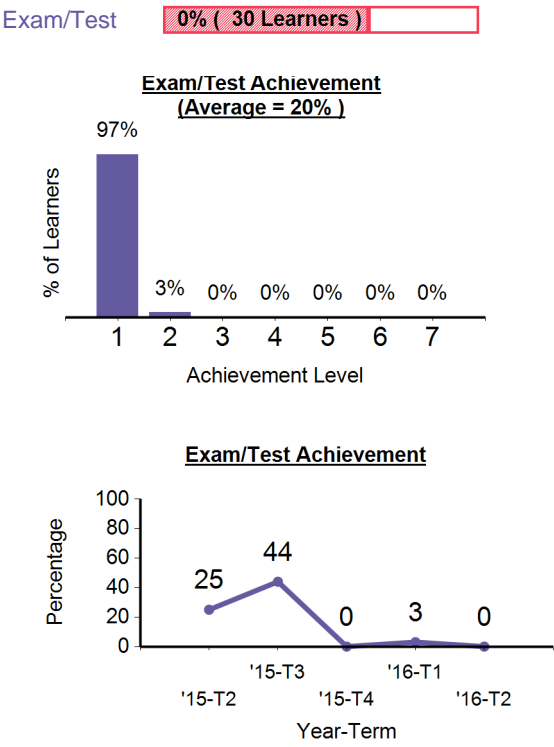 Exam/Test 0% ( 30 Learners )
Exam/Test Achievement
(Average = 20% )
97%
3% 0% 0% 0% 0% 0%
% of Learners
1 2 3 4 5 6 7
Achievement Level
Exam/Test Achievement
100
80
60
40
20
0
Percentage
25 44 0 3 0
'15-T3 '16-T1
'15-T2 '15-T4 '16-T2
Year-Term